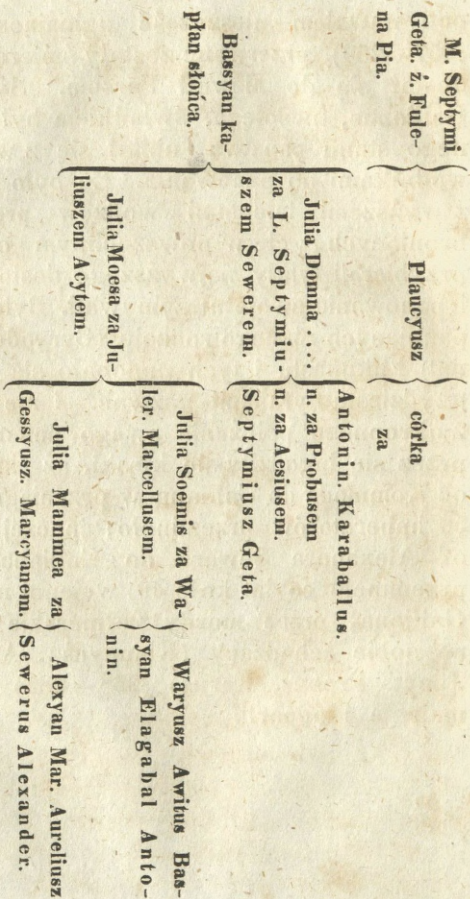 M. Septymi
Geta. ż. Fule-
na Pia.
Plaucyusz
córka
za
Bassyan ka-
płan słońca.
Julia Domna . . .
za L. Septymiu-
szem Sewerem.
Antonin. Karaballus.
n. za Probusem
n. za Aesiusem.
Septymiusz Geta.
Julia Moesa za Ju
liuszem Acytem.
Julia Soemis za Wa-
ler. Marcellusem.
Waryusz Awitus Bas-
syan Elagabal Anto-
nin.
Julia Mammea za
Gessyusz. Marcyanem.
Alexyan Mar. Aureliusz
Sewerus Alexander.